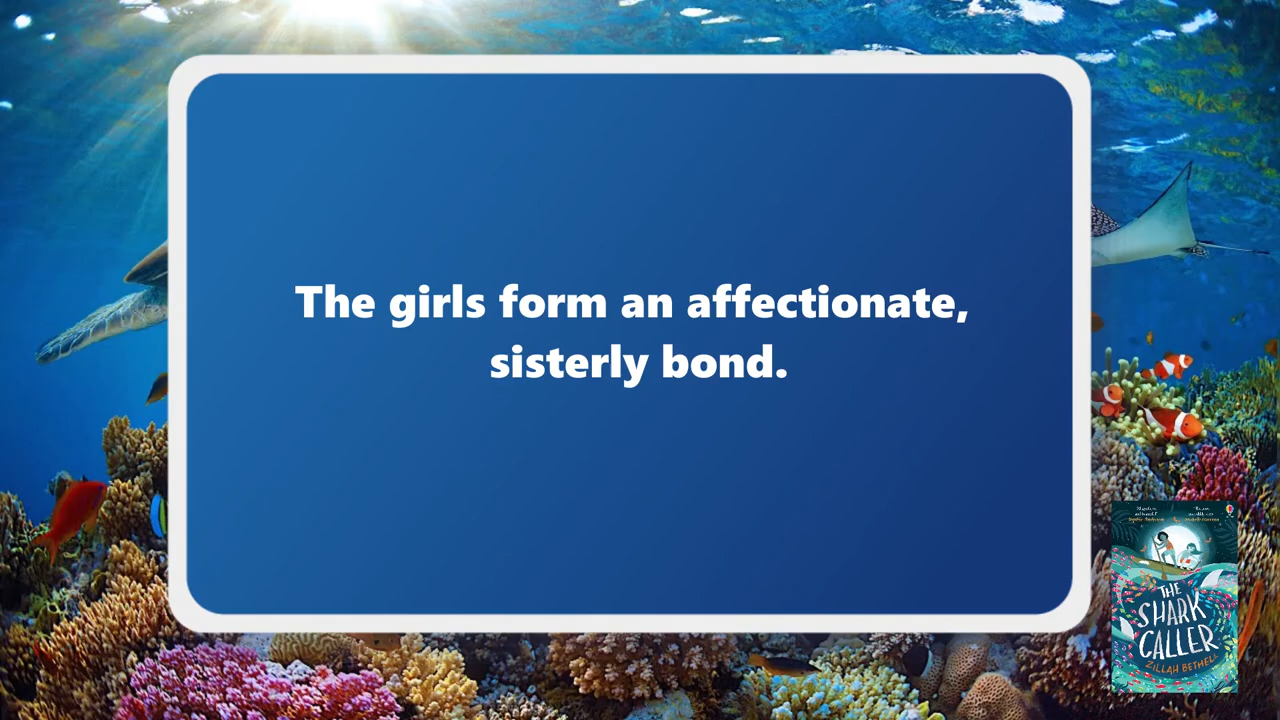 The girls form an affectionate,
sisterly bond.
THE
SHARK
CALLER
ZILLAH BETHELL